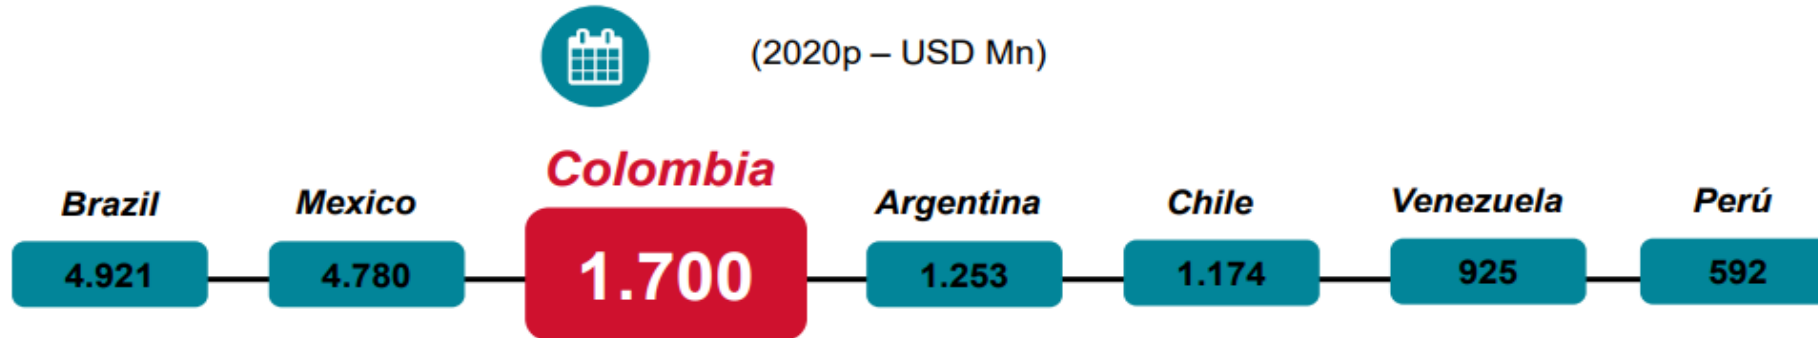 (2020p – USD Mn)
Brazil
4.921
Mexico
4.780
Colombia
1.700
Argentina
1.253
Chile
1.174
Venezuela
925
Perú
592